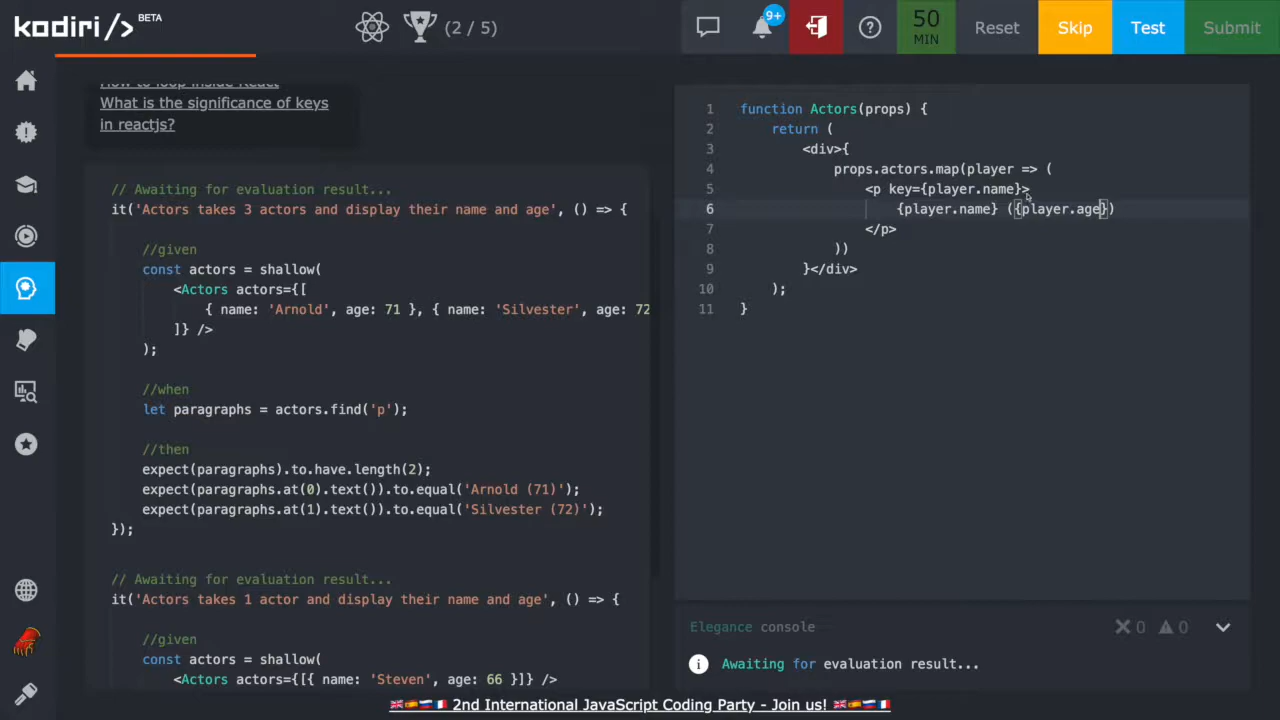 kodiri /> BETA
(2 / 5)
9+
50
MIN
Reset
Skip
Test
Submit
How to loop inside React
What is the significance of keys
in reactjs?
// Awaiting for evaluation result...
it('Actors takes 3 actors and display their name and age', () => {
//given
const actors = shallow(
<Actors actors={[
{ name: 'Arnold', age: 71 }, { name: 'Silvester', age: 72
]} />
);
//when
let paragraphs = actors.find('p');
//then
expect(paragraphs).to.have.length(2);
expect(paragraphs.at(0).text()).to.equal('Arnold (71)');
expect(paragraphs.at(1).text()).to.equal('Silvester (72)');
});
// Awaiting for evaluation result...
it('Actors takes 1 actor and display their name and age', () => {
//given
const actors = shallow(
<Actors actors={[{ name: 'Steven', age: 66 }]} />
1 function Actors(props) {
2 return (
3 <div>{
4 props.actors.map(player => (
5 <p key={player.name}>
6 {player.name} ({player.age})
7 </p>
8 ))
9 }</div>
10 );
11 }
Elegance console
0 0
Awaiting for evaluation result...
2nd International JavaScript Coding Party - Join us!